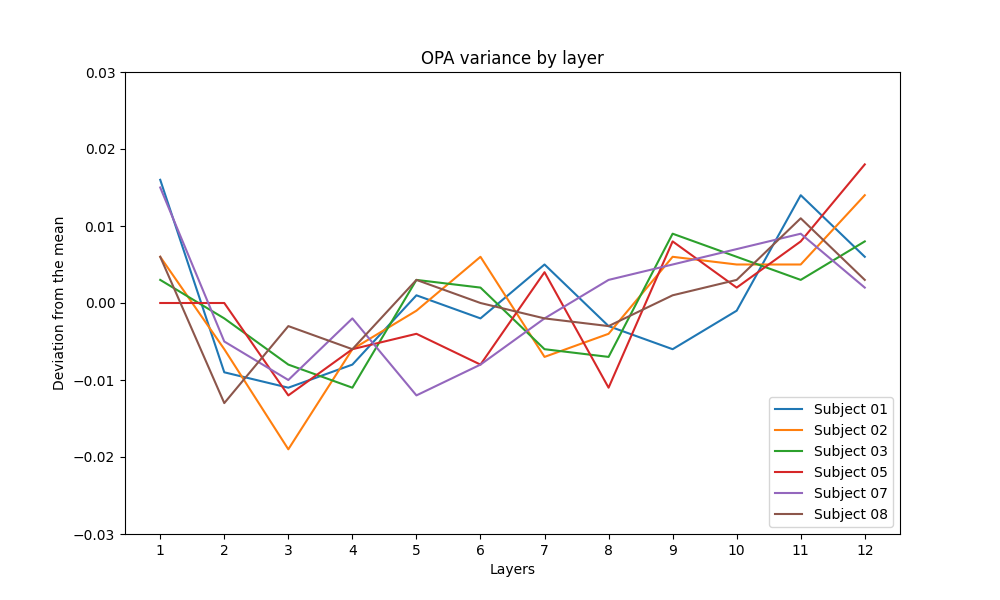 OPA variance by layer
Deviation from the mean
0.03
0.02
0.01
0.00
−0.01
−0.02
−0.03
1 2 3 4 5 6 7 8 9 10 11 12
Layers
Subject 01
Subject 02
Subject 03
Subject 05
Subject 07
Subject 08